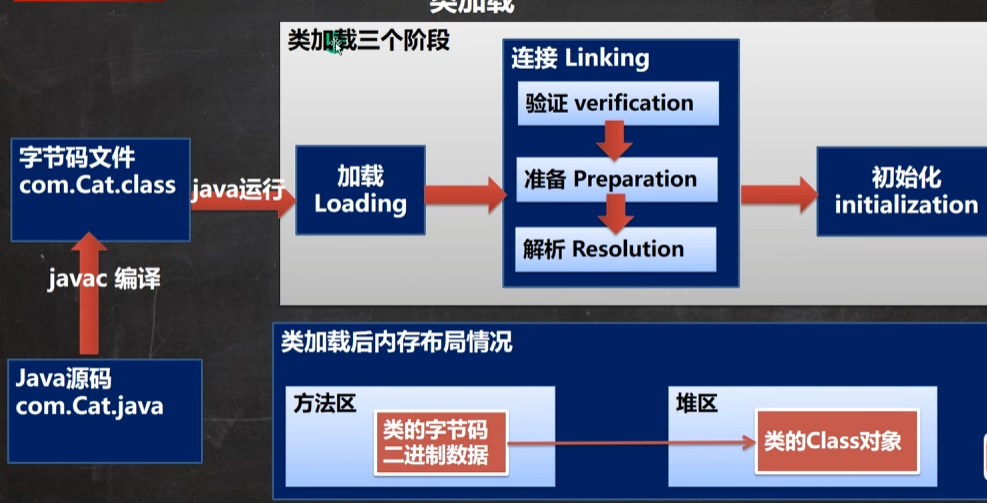 类加载
类加载三个阶段
连接 Linking
验证 verification
字节码文件
com.Cat.class
java运行
加载
Loading
准备 Preparation
初始化
initialization
解析 Resolution
javac 编译
类加载后内存布局情况
Java源码
com.Cat.java
方法区
类的字节码
二进制数据
堆区
类的Class对象